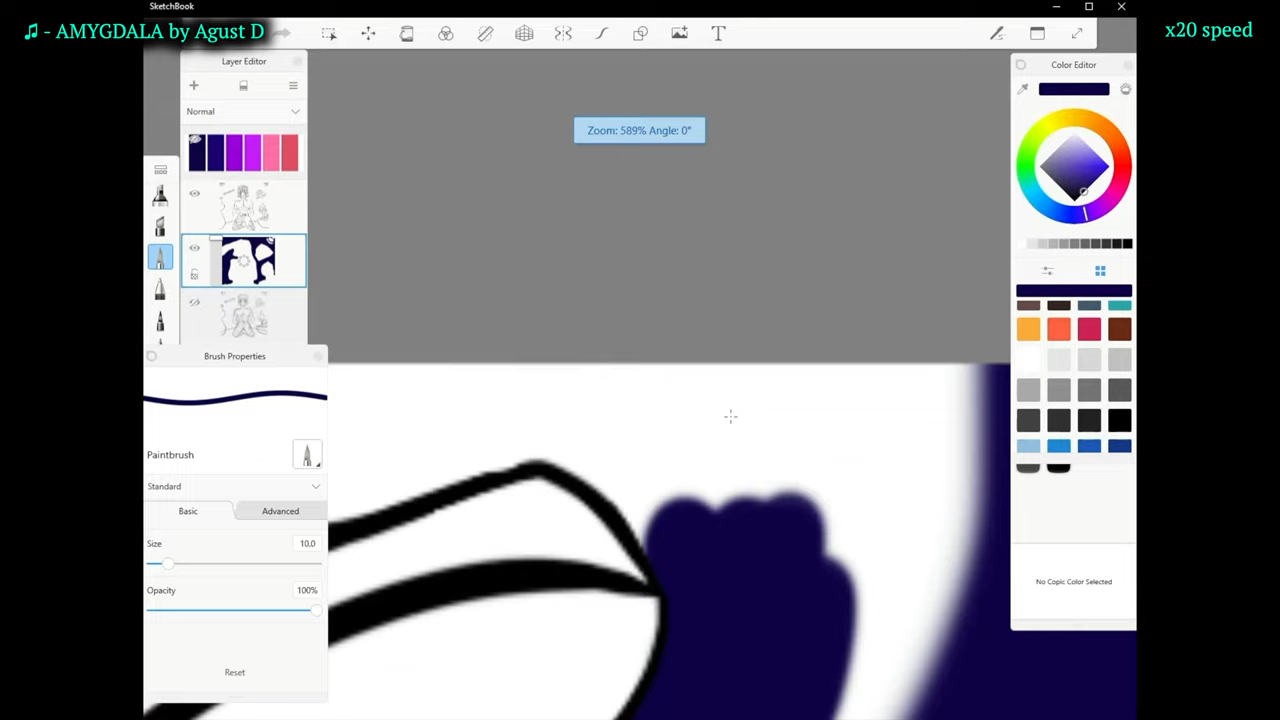 SketchBook
♫ - AMYGDALA by Agust D
x20 speed
T
Layer Editor
Color Editor
Normal
Zoom: 589% Angle: 0°
Brush Properties
Paintbrush
Standard
Basic
Advanced
Size
10.0
Opacity
100%
Reset
No Copic Color Selected